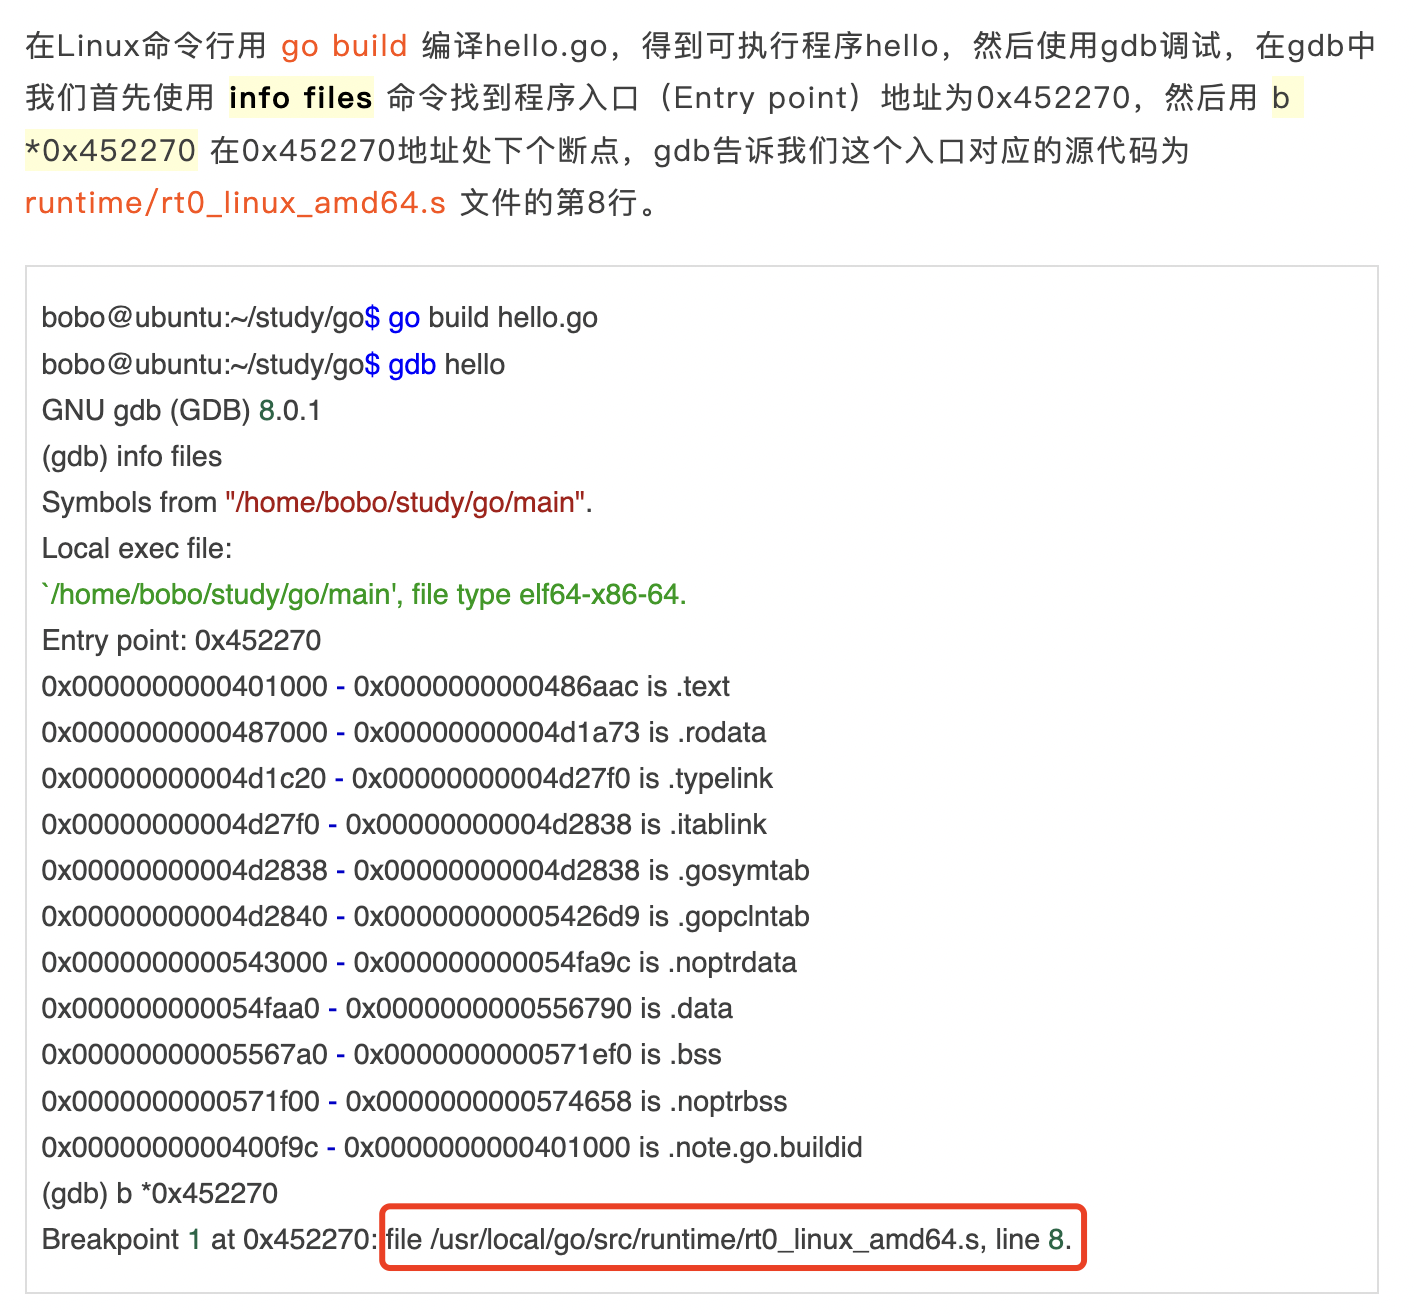 在Linux命令行用 go build 编译hello.go，得到可执行程序hello，然后使用gdb调试，在gdb中
我们首先使用 info files 命令找到程序入口（Entry point）地址为0x452270，然后用 b
*0x452270 在0x452270地址处下个断点，gdb告诉我们这个入口对应的源代码为
runtime/rt0_linux_amd64.s 文件的第8行。
bobo@ubuntu:~/study/go$ go build hello.go
bobo@ubuntu:~/study/go$ gdb hello
GNU gdb (GDB) 8.0.1
(gdb) info files
Symbols from "/home/bobo/study/go/main".
Local exec file:
`/home/bobo/study/go/main', file type elf64-x86-64.
Entry point: 0x452270
0x0000000000401000 - 0x0000000000486aac is .text
0x0000000000487000 - 0x00000000004d1a73 is .rodata
0x00000000004d1c20 - 0x00000000004d27f0 is .typelink
0x00000000004d27f0 - 0x00000000004d2838 is .itablink
0x00000000004d2838 - 0x00000000004d2838 is .gosymtab
0x00000000004d2840 - 0x00000000005426d9 is .gopclntab
0x0000000000543000 - 0x000000000054fa9c is .noptrdata
0x000000000054faa0 - 0x0000000000556790 is .data
0x00000000005567a0 - 0x0000000000571ef0 is .bss
0x0000000000571f00 - 0x0000000000574658 is .noptrbss
0x0000000000400f9c - 0x0000000000401000 is .note.go.buildid
(gdb) b *0x452270
Breakpoint 1 at 0x452270: file /usr/local/go/src/runtime/rt0_linux_amd64.s, line 8.